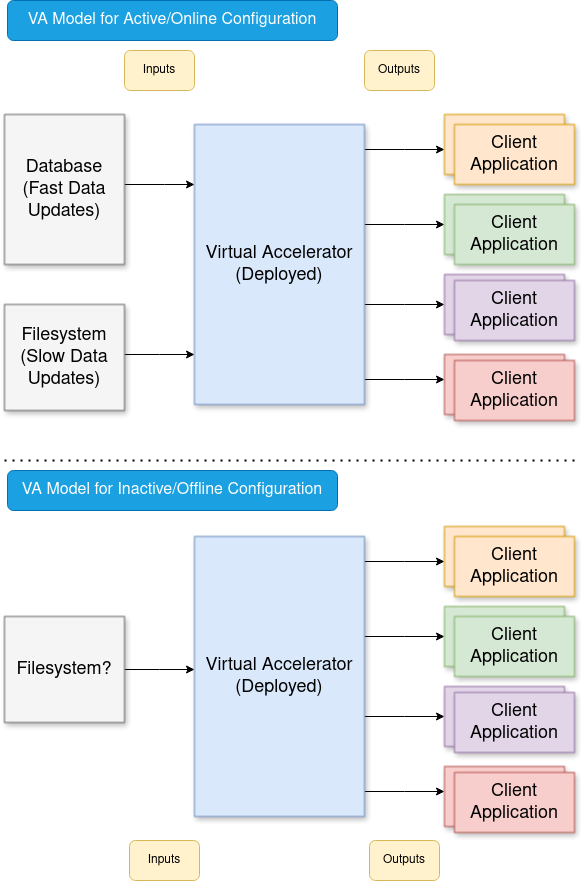 VA Model for Active/Online Configuration
Inputs
Outputs
Database
(Fast Data
Updates)
Filesystem
(Slow Data
Updates)
Virtual Accelerator
(Deployed)
Client
Application
Client
Application
Client
Application
Client
Application
VA Model for Inactive/Offline Configuration
Filesystem?
Virtual Accelerator
(Deployed)
Client
Application
Client
Application
Client
Application
Client
Application
Inputs
Outputs